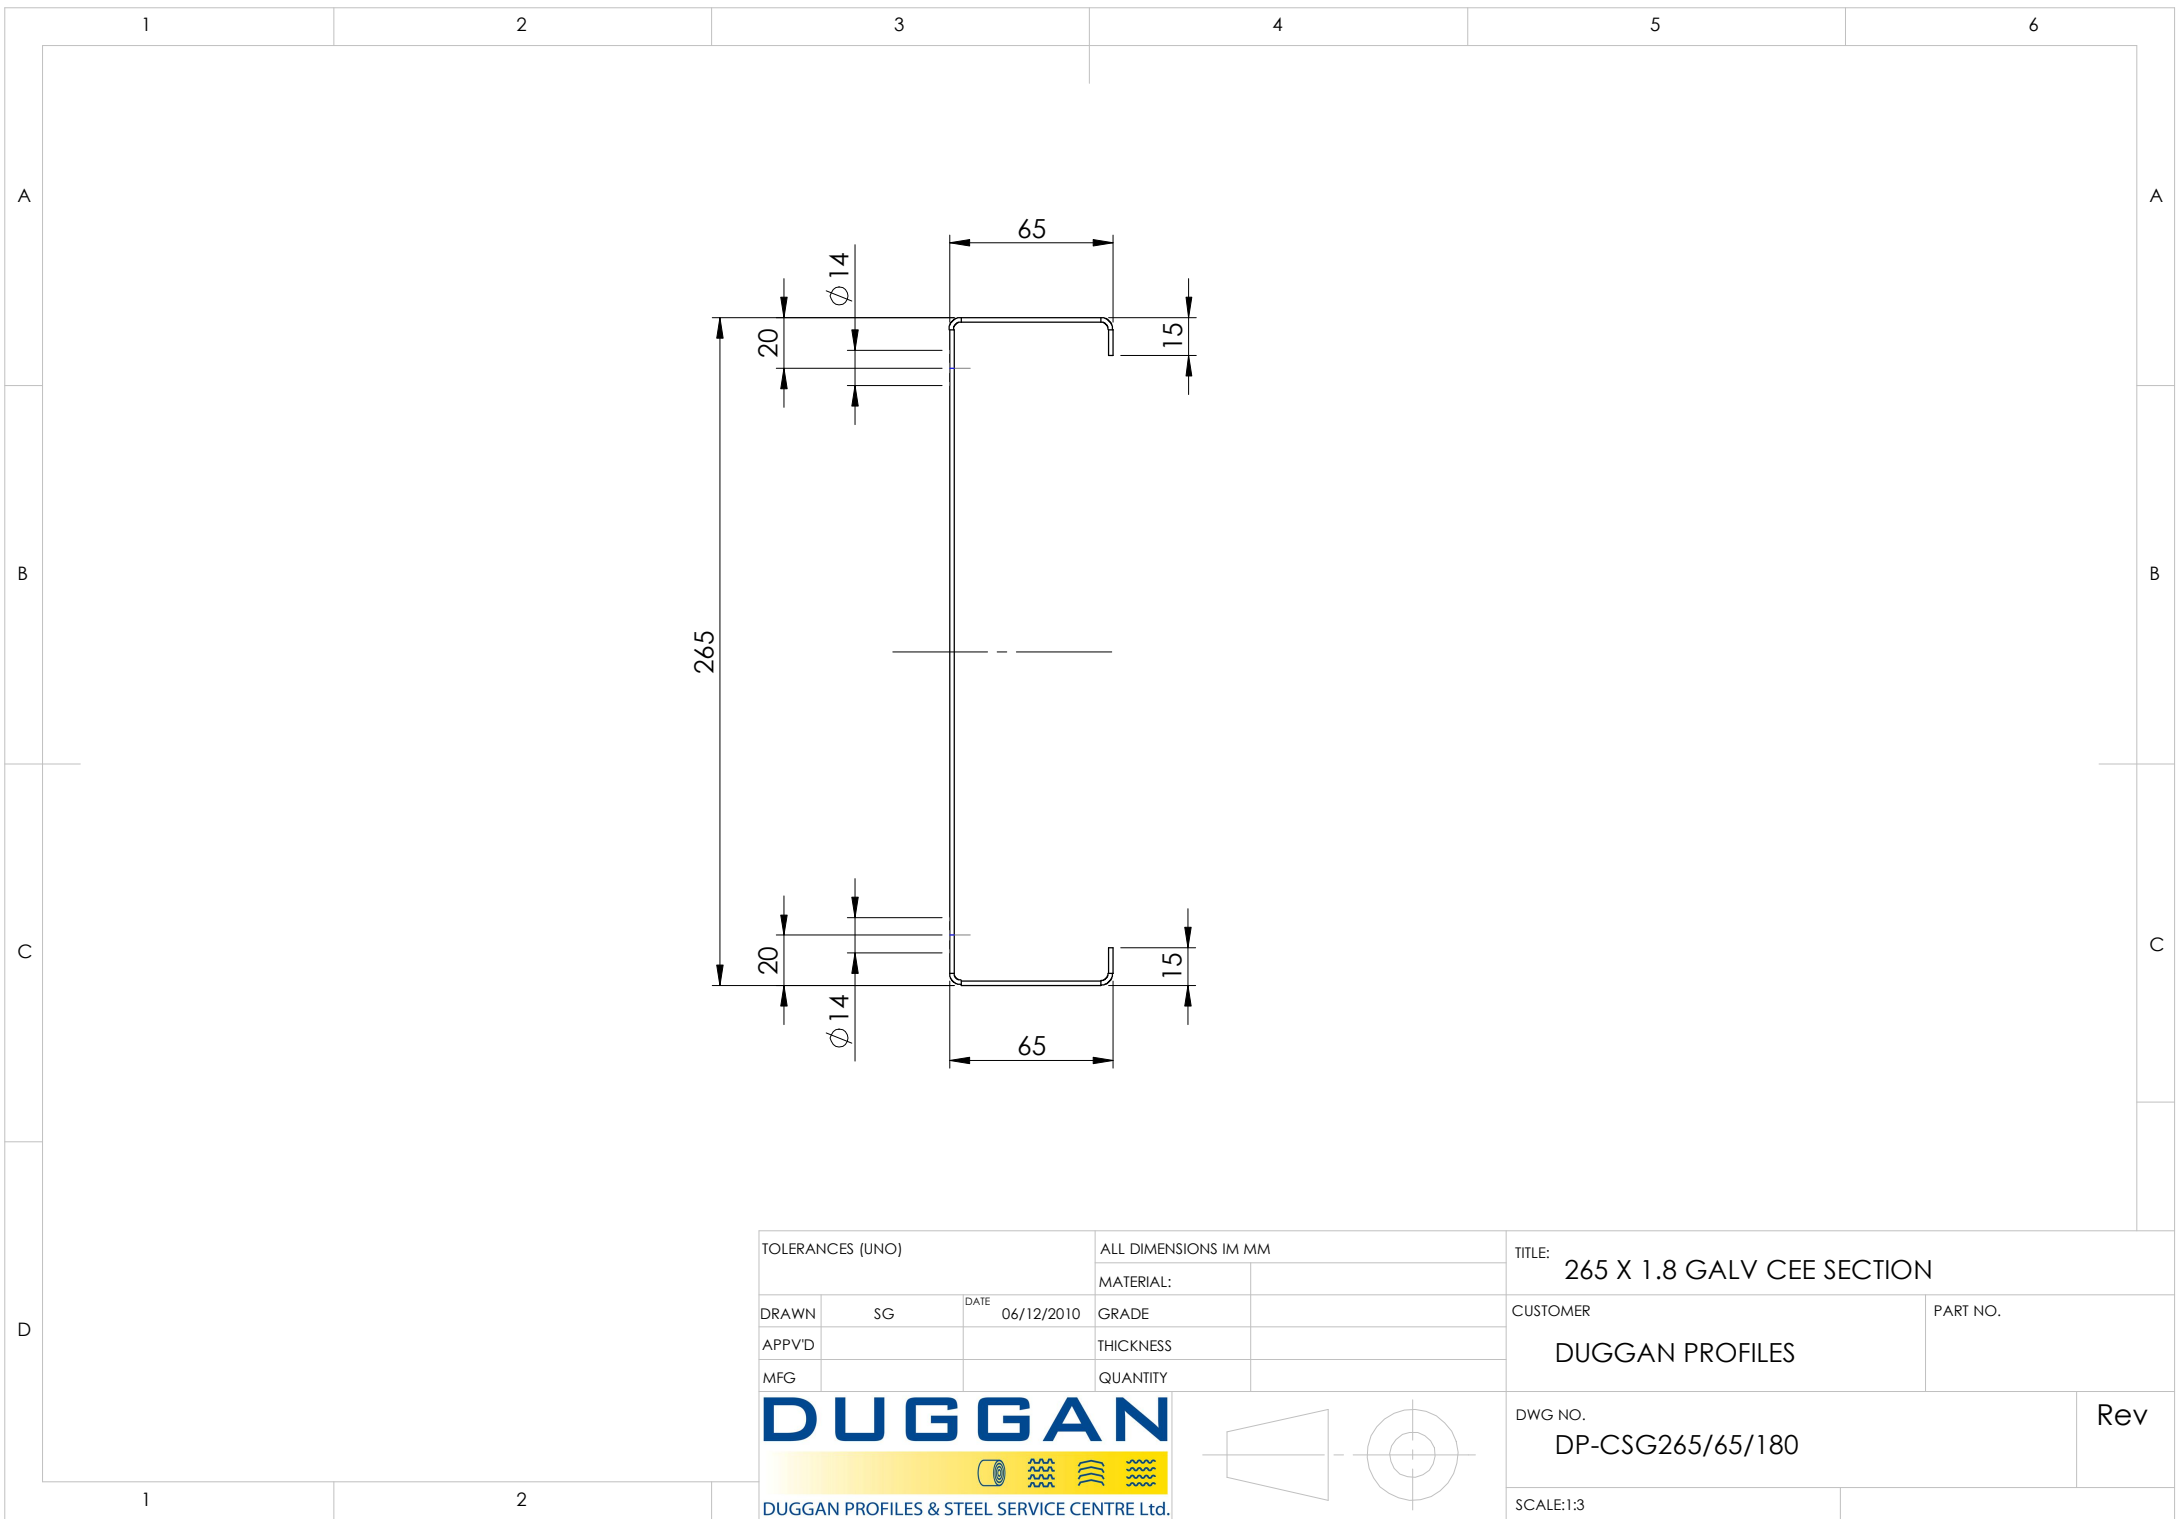 1 2 3 4 5 6
A A
65
⌀14
20
15
B B
265
C C
20
15
⌀14
65
D
TOLERANCES (UNO)
ALL DIMENSIONS IM MM
MATERIAL:
TITLE: 265 X 1.8 GALV CEE SECTION
DRAWN SG DATE 06/12/2010 GRADE
APPV'D THICKNESS
MFG QUANTITY
CUSTOMER
DUGGAN PROFILES
PART NO.
DUGGAN
DUGGAN PROFILES & STEEL SERVICE CENTRE Ltd.
DWG NO.
DP-CSG265/65/180
Rev
SCALE:1:3
1 2